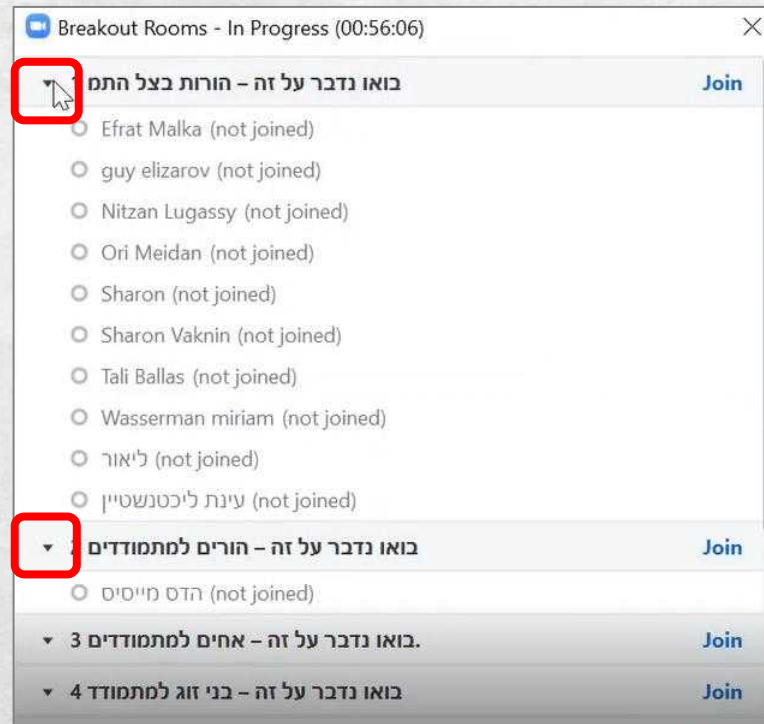 Breakout Rooms - In Progress (00:56:06)
1 בואו נדבר על זה – הורות בצל התמ Join
Efrat Malka (not joined)
guy elizarov (not joined)
Nitzan Lugassy (not joined)
Ori Meidan (not joined)
Sharon (not joined)
Sharon Vaknin (not joined)
Tali Ballas (not joined)
Wasserman miriam (not joined)
ליאור (not joined)
עינת ליכטנשטיין (not joined)
2 בואו נדבר על זה – הורים למתמודדים Join
הדס מייסיס (not joined)
3 בואו נדבר על זה – אחים למתמודדים. Join
4 בואו נדבר על זה – בני זוג למתמודד Join